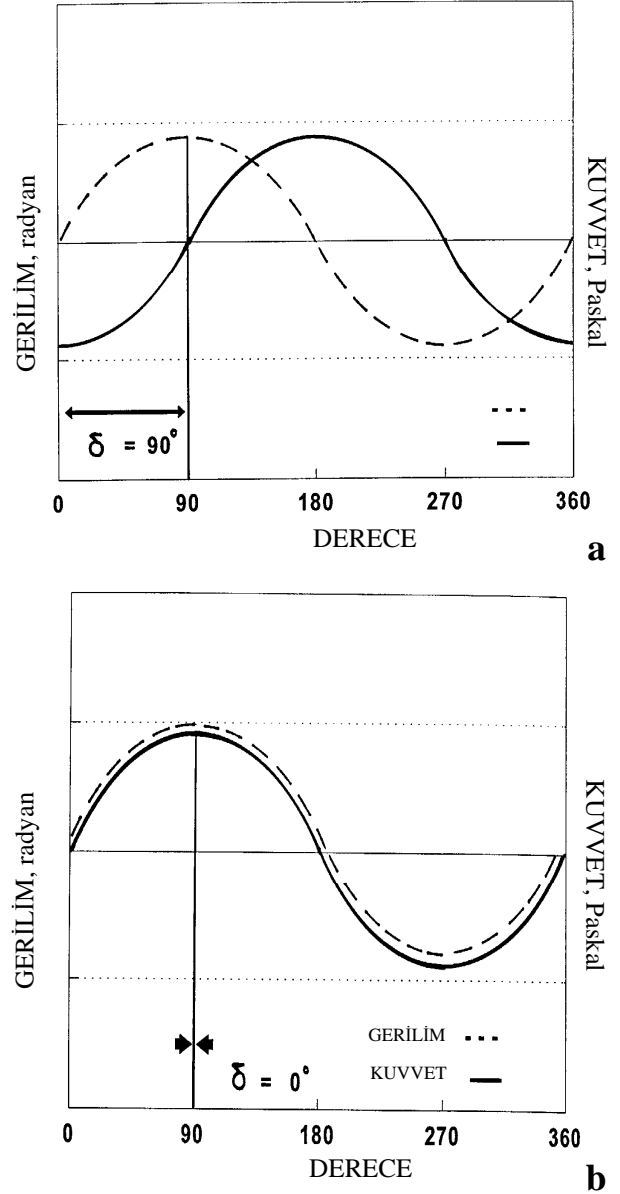 GERİLİM, radyan
KUVVET, Paskal
δ = 90°
0 90 180 270 360
DERECE
a
GERİLİM, radyan
KUVVET, Paskal
GERİLİM
KUVVET
δ = 0°
0 90 180 270 360
DERECE
b